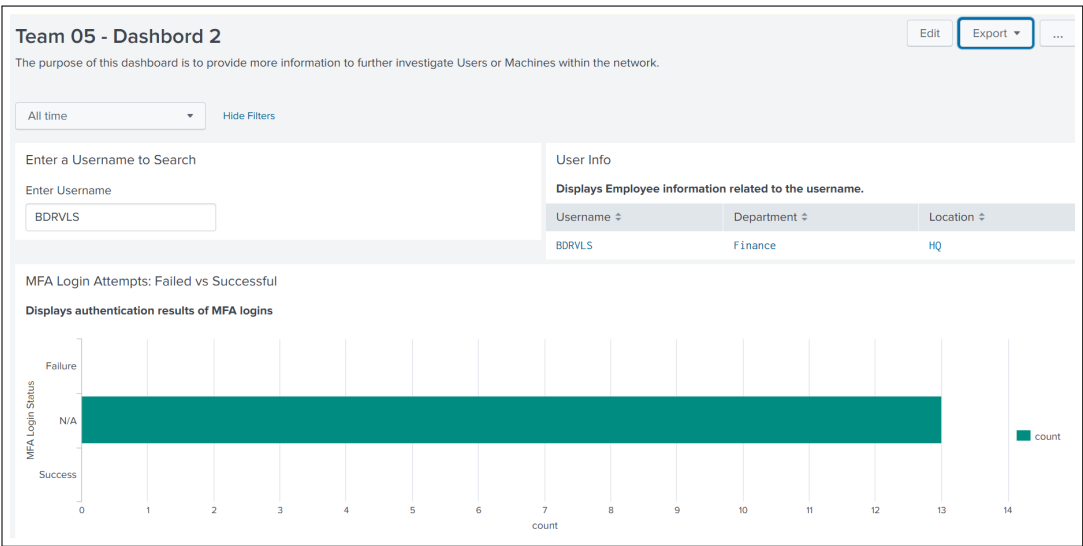 Team 05 - Dashbord 2
Edit
Export
...
The purpose of this dashboard is to provide more information to further investigate Users or Machines within the network.
All time
Hide Filters
Enter a Username to Search
Enter Username
BDRVLS
User Info
Displays Employee information related to the username.
Username Department Location
BDRVLS Finance HQ
MFA Login Attempts: Failed vs Successful
Displays authentication results of MFA logins
MFA Login Status
Failure
N/A
Success
0 1 2 3 4 5 6 7 8 9 10 11 12 13 14
count
count